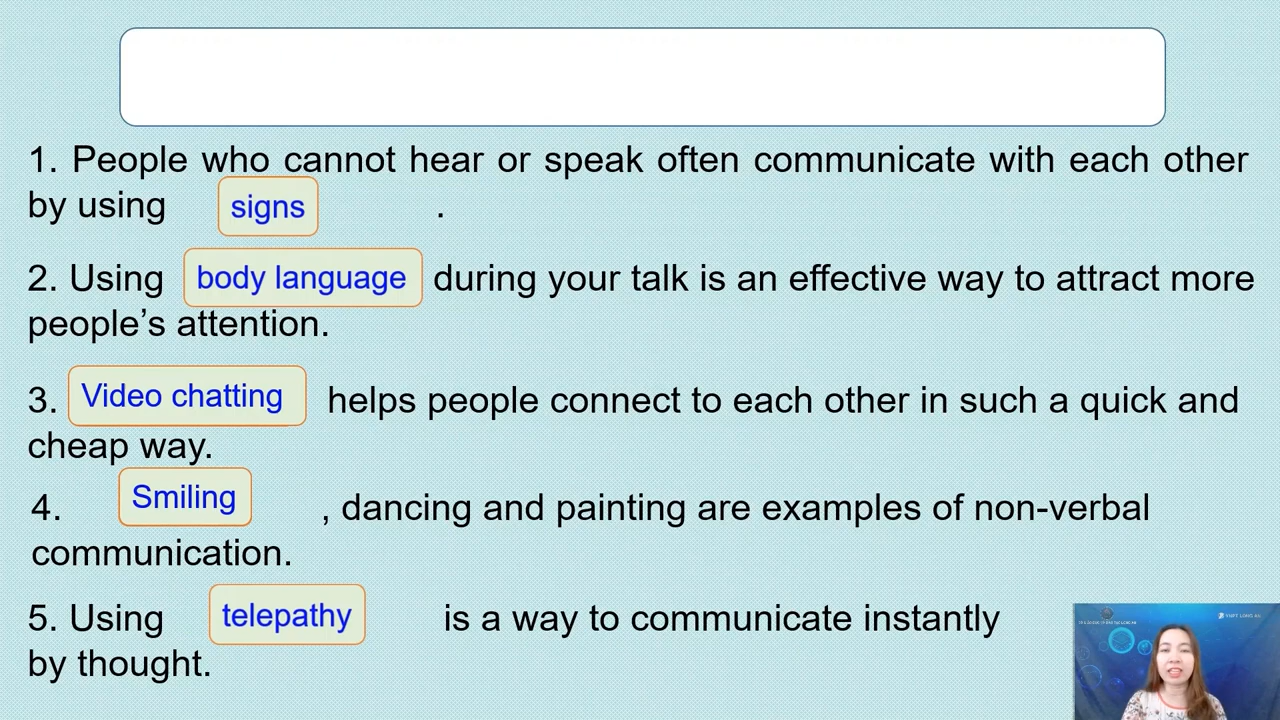 1. People who cannot hear or speak often communicate with each other
by using signs .
2. Using body language during your talk is an effective way to attract more
people’s attention.
3. Video chatting helps people connect to each other in such a quick and
cheap way.
4. Smiling , dancing and painting are examples of non-verbal
communication.
5. Using telepathy is a way to communicate instantly
by thought.